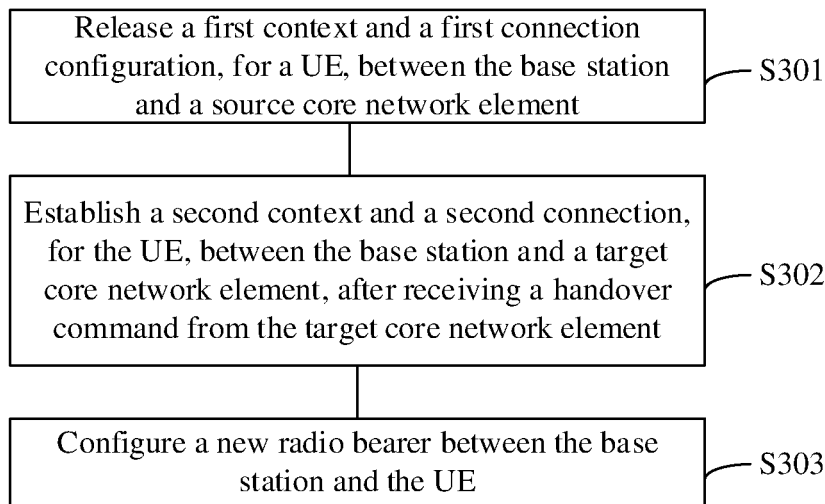 Release a first context and a first connection
configuration, for a UE, between the base station
and a source core network element
S301
Establish a second context and a second connection,
for the UE, between the base station and a target
core network element, after receiving a handover
command from the target core network element
S302
Configure a new radio bearer between the base
station and the UE
S303